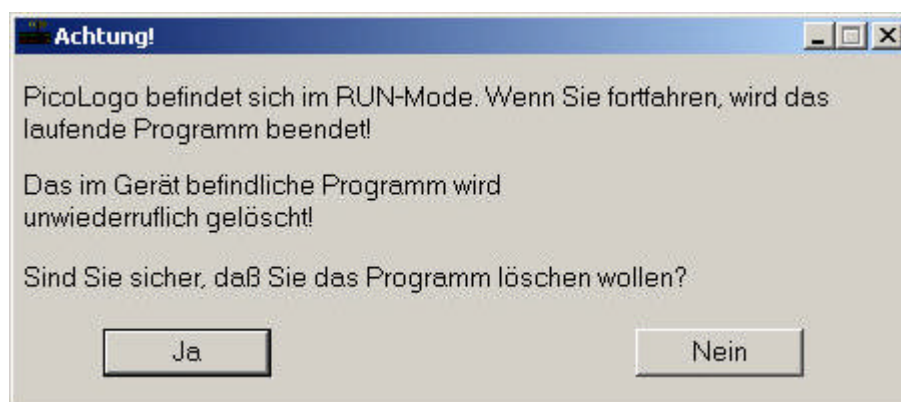 Achtung!
PicoLogo befindet sich im RUN-Mode. Wenn Sie fortfahren, wird das
laufende Programm beendet!
Das im Gerät befindliche Programm wird
unwiederruflich gelöscht!
Sind Sie sicher, daß Sie das Programm löschen wollen?
Ja
Nein